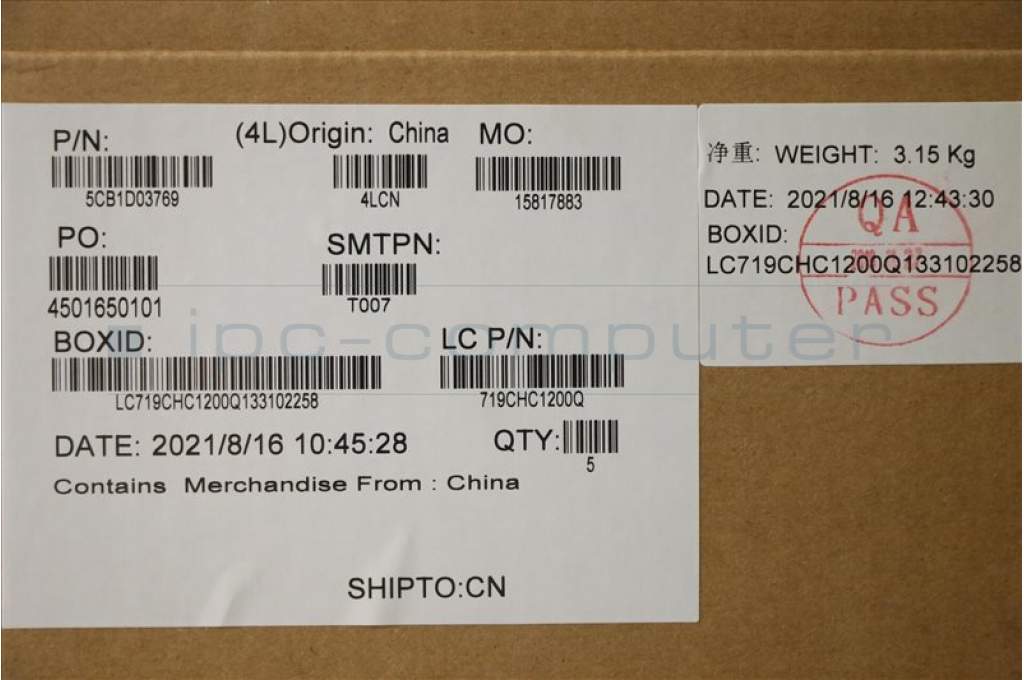 P/N:
5CB1D03769
(4L)Origin: China
4LCN
MO:
15817883
PO:
4501650101
SMTPN:
T007
BOXID:
LC719CHC1200Q133102258
LC P/N:
719CHC1200Q
DATE: 2021/8/16 10:45:28
QTY:
5
Contains Merchandise From : China
SHIPTO:CN
净重: WEIGHT: 3.15 Kg
DATE: 2021/8/16 12:43:30
BOXID:
LC719CHC1200Q133102258
QA
PASS
ipc-computer